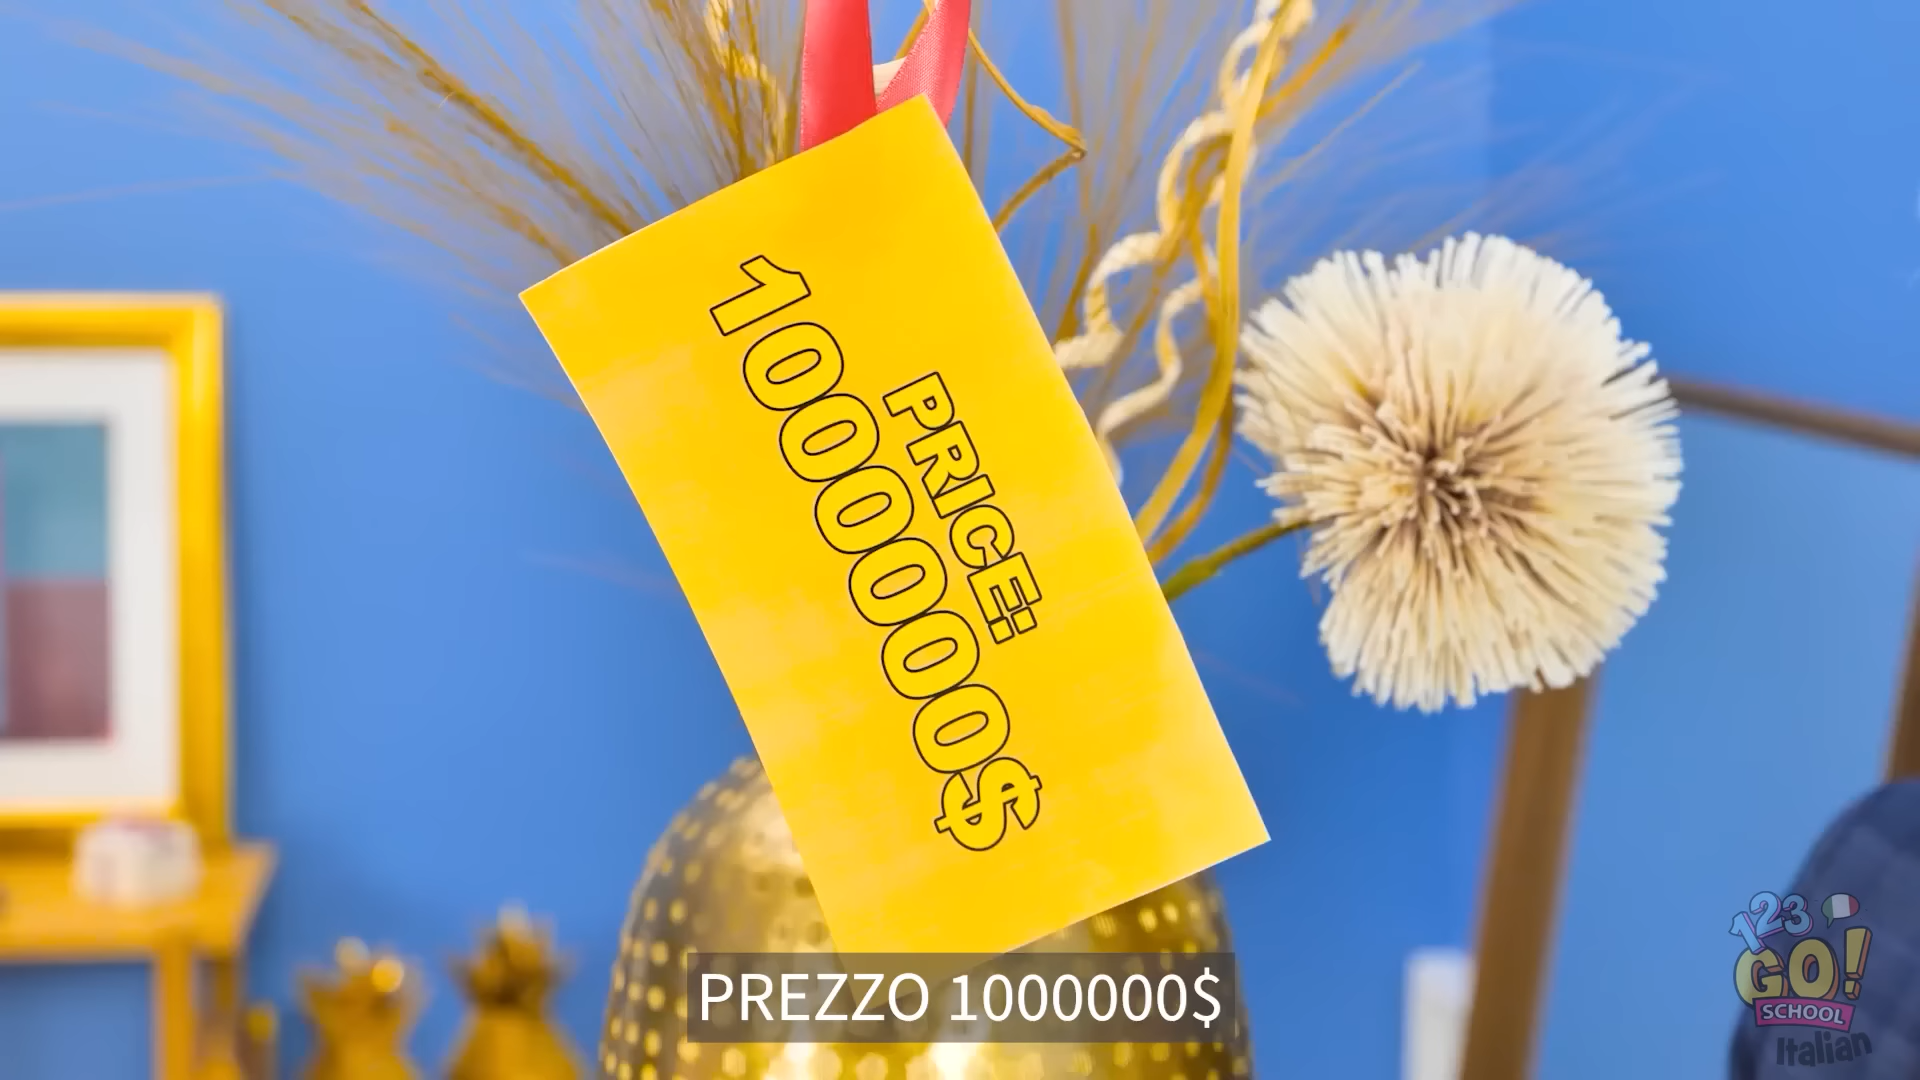 PRICE:
1000000$
PREZZO 1000000$
123
GO!
SCHOOL
Italian